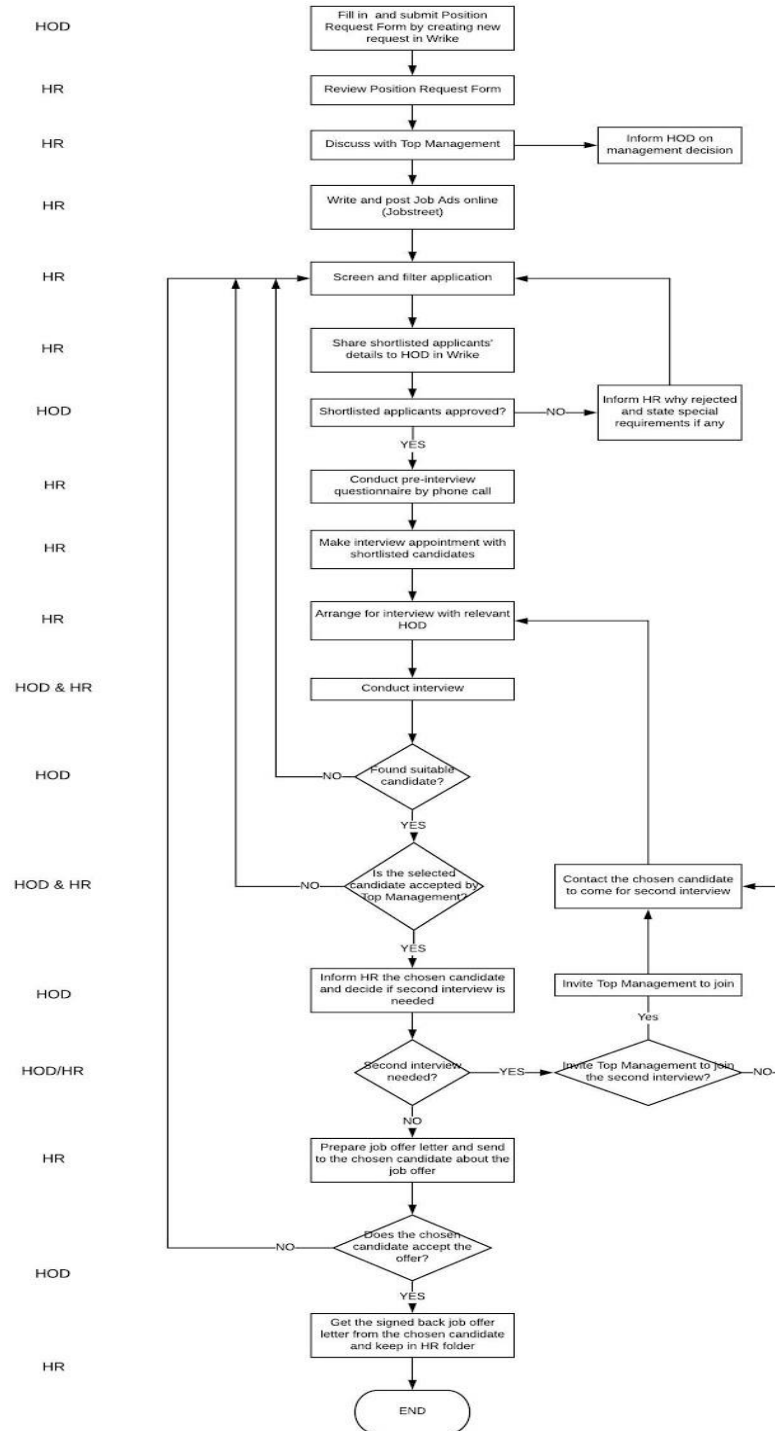 HOD
Fill in  and submit Position
Request Form by creating new
request in Wrike
HR
Review Position Request Form
HR
Discuss with Top Management
Inform HOD on
management decision
HR
Write and post Job Ads online
(Jobstreet)
HR
Screen and filter application
HR
Share shortlisted applicants'
details to HOD in Wrike
HOD
Shortlisted applicants approved?
NO
Inform HR why rejected
and state special
requirements if any
YES
HR
Conduct pre-interview
questionnaire by phone call
HR
Make interview appointment with
shortlisted candidates
HR
Arrange for interview with relevant
HOD
HOD & HR
Conduct interview
HOD
NO
Found suitable
candidate?
YES
HOD & HR
NO
Is the selected
candidate accepted by
Top Management?
Contact the chosen candidate
to come for second interview
YES
HOD
Inform HR the chosen candidate
and decide if second interview is
needed
Invite Top Management to join
Yes
HOD/HR
Second interview
needed?
YES
Invite Top Management to join
the second interview?
NO
NO
HR
Prepare job offer letter and send
to the chosen candidate about the
job offer
NO
Does the chosen
candidate accept the
offer?
HOD
YES
Get the signed back job offer
letter from the chosen candidate
and keep in HR folder
HR
END